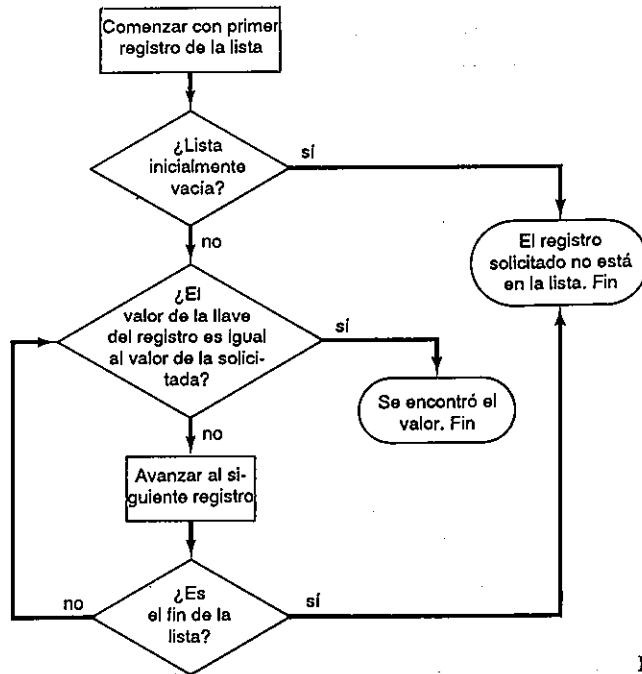 Comenzar con primer
registro de la lista
¿Lista
inicialmente
vacía?
sí
no
El registro
solicitado no está
en la lista. Fin
¿El
valor de la llave
del registro es igual
al valor de la solici-
tada?
sí
Se encontró el
valor. Fin
no
Avanzar al si-
guiente registro
¿Es
el fin de la
lista?
no
sí